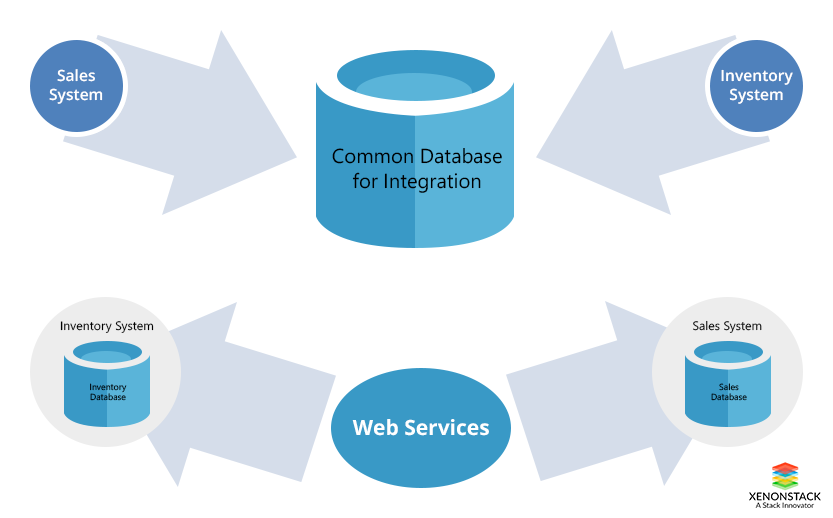 Sales
System
Inventory
System
Common Database
for Integration
Inventory System
Inventory
Database
Sales System
Sales
Database
Web Services
XENONSTACK
A Stack Innovator